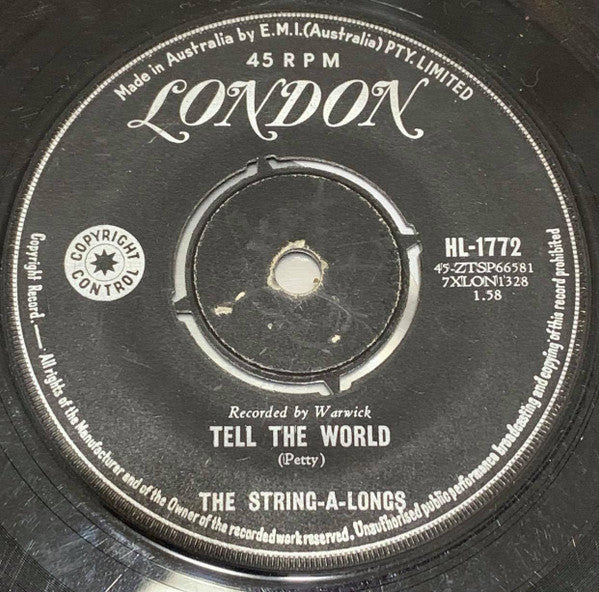 Made in Australia by E.M.I.(Australia) PTY. LIMITED
45 RPM
LONDON
COPYRIGHT CONTROL
HL-1772
45-ZTSP66581
7XLON1328
1.58
Recorded by Warwick
TELL THE WORLD
(Petty)
THE STRING-A-LONGS
Copyright Record.— All rights of the Manufacturer and of the Owner of the recorded work reserved. Unauthorised public performance broadcasting and copying of this record prohibited